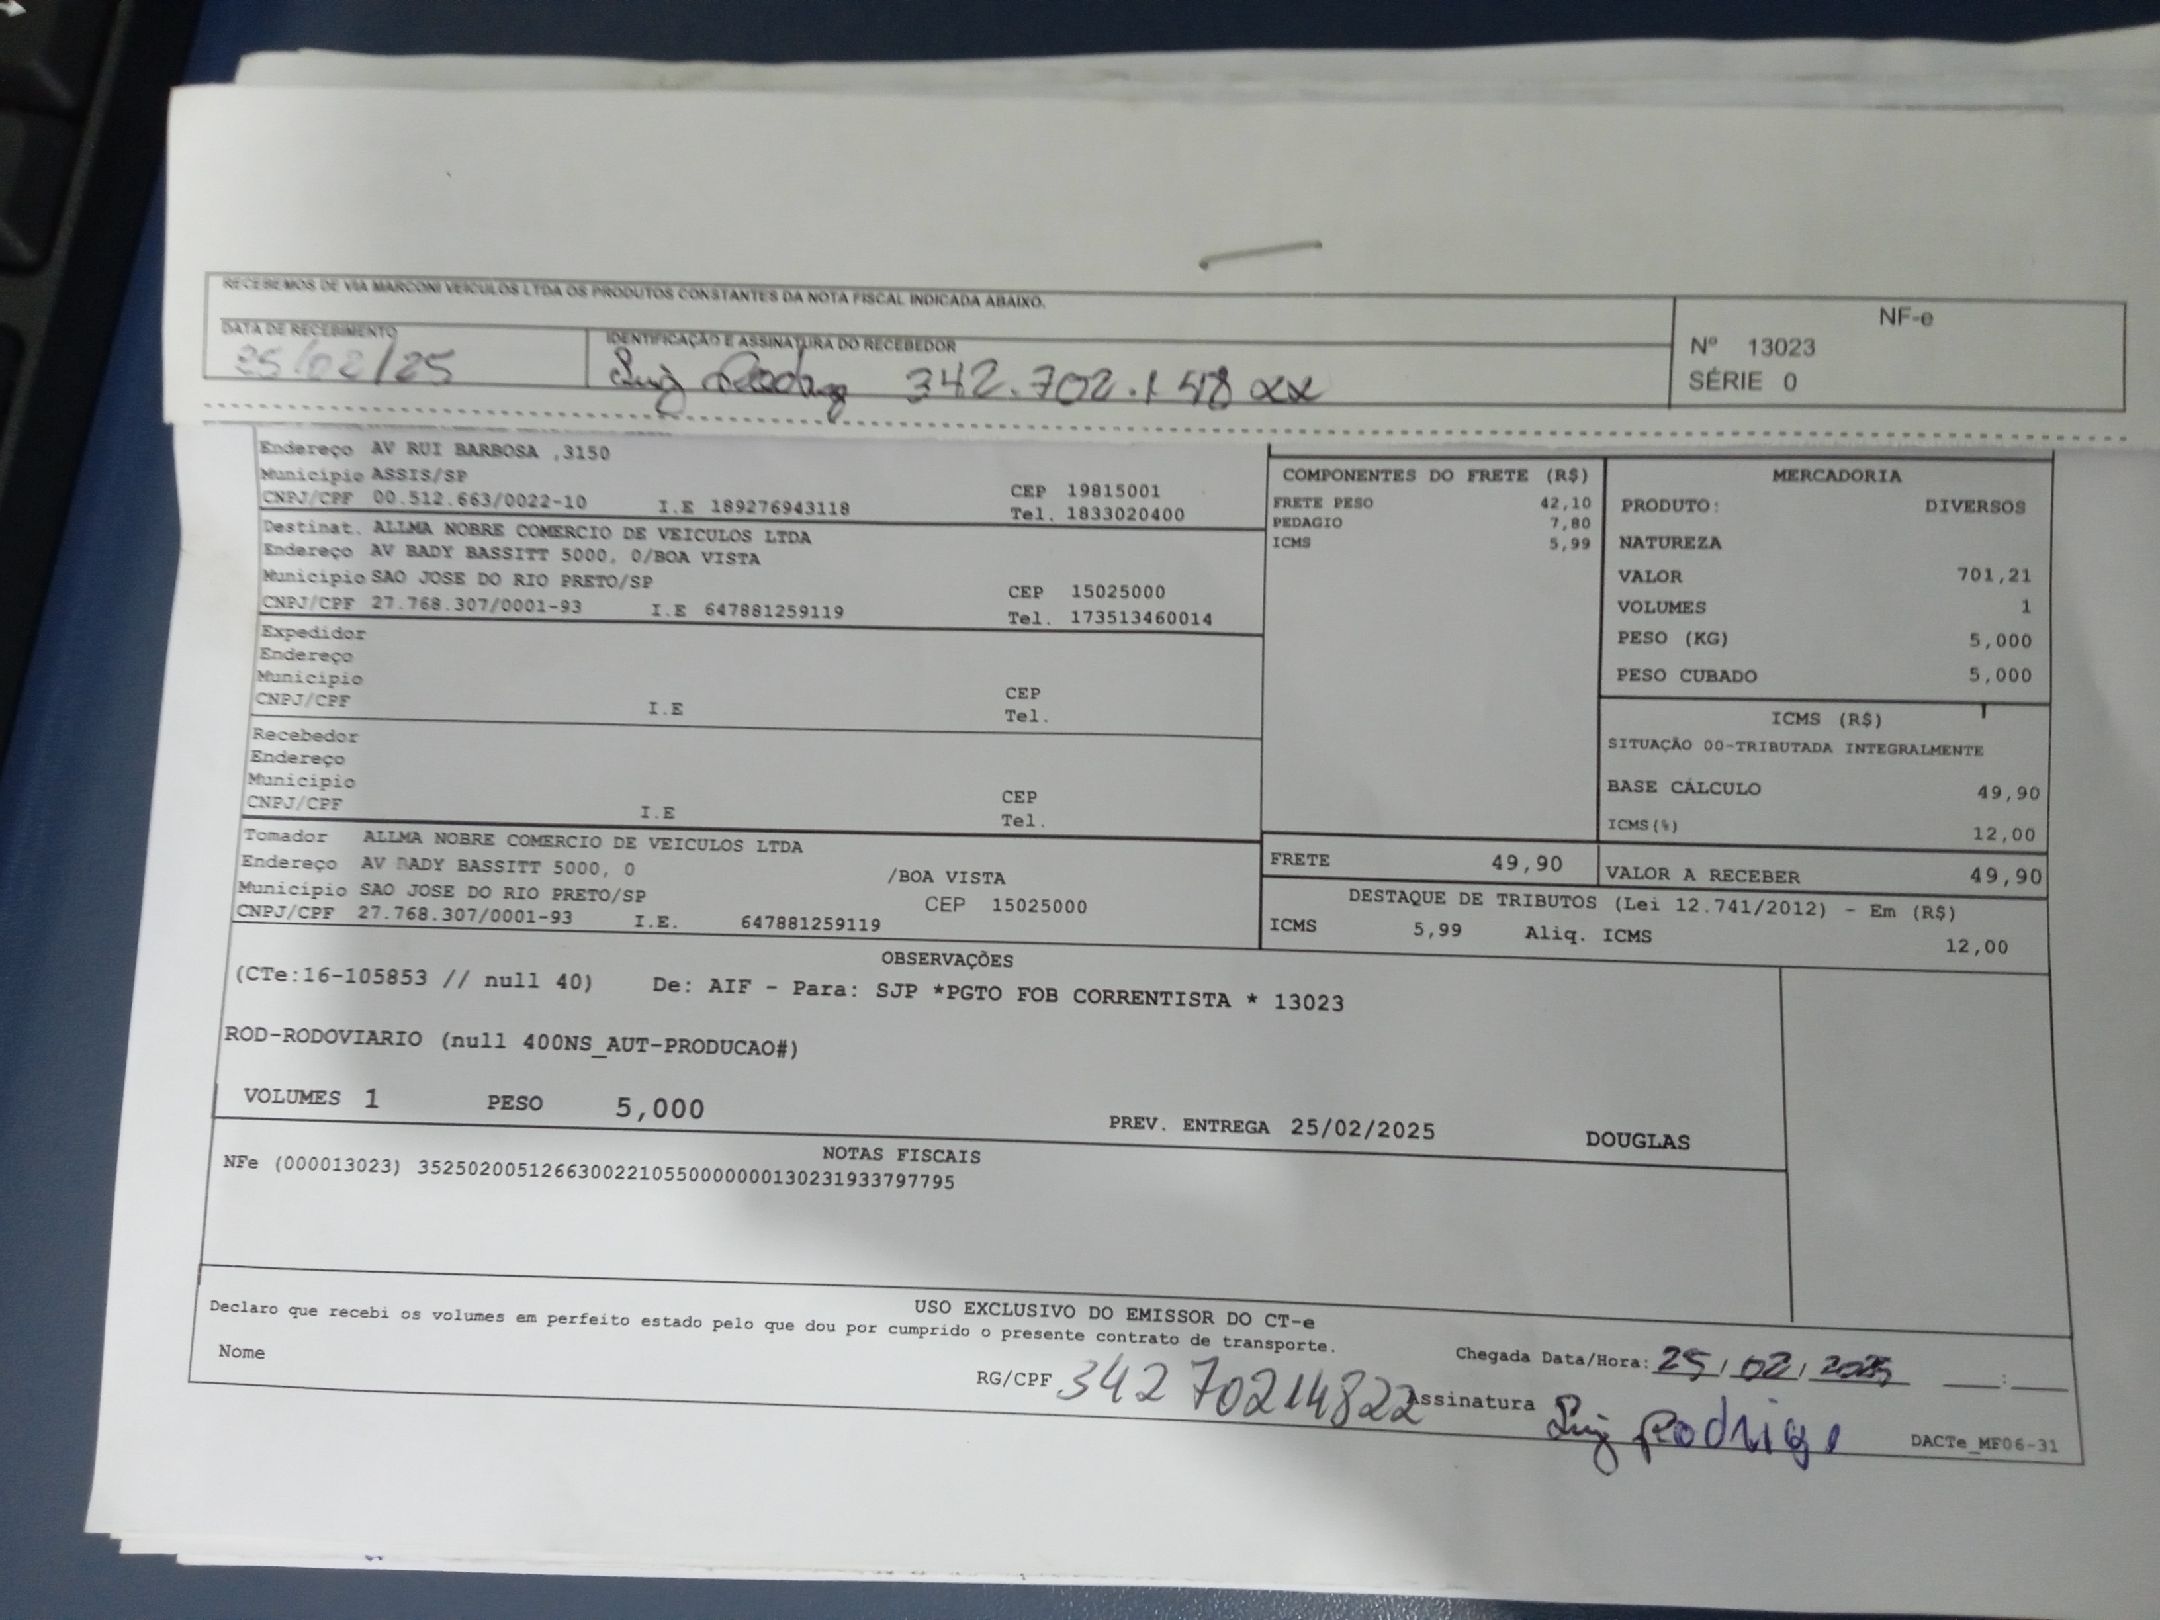 RECEBEMOS DE VIA MARCONI VEICULOS LTDA OS PRODUTOS CONSTANTES DA NOTA FISCAL INDICADA ABAIXO.
NF-e
Nº 13023
SÉRIE 0
DATA DE RECEBIMENTO
25/02/25
IDENTIFICAÇÃO E ASSINATURA DO RECEBEDOR
342.702.148 xx
Endereço AV RUI BARBOSA ,3150
Municipio ASSIS/SP
CEP 19815001
CNPJ/CPF 00.512.663/0022-10 I.E 189276943118 Tel. 1833020400
Destinat. ALLMA NOBRE COMERCIO DE VEICULOS LTDA
Endereço AV BADY BASSITT 5000, 0/BOA VISTA
Municipio SAO JOSE DO RIO PRETO/SP CEP 15025000
CNPJ/CPF 27.768.307/0001-93 I.E 647881259119 Tel. 173513460014
Expedidor
Endereço
Municipio CEP
CNPJ/CPF I.E Tel.
Recebedor
Endereço
Municipio CEP
CNPJ/CPF I.E Tel.
Tomador ALLMA NOBRE COMERCIO DE VEICULOS LTDA
Endereço AV BADY BASSITT 5000, 0 /BOA VISTA
Municipio SAO JOSE DO RIO PRETO/SP CEP 15025000
CNPJ/CPF 27.768.307/0001-93 I.E. 647881259119
COMPONENTES DO FRETE (R$)
FRETE PESO 42,10
PEDAGIO 7,80
ICMS 5,99
MERCADORIA
PRODUTO: DIVERSOS
NATUREZA
VALOR 701,21
VOLUMES 1
PESO (KG) 5,000
PESO CUBADO 5,000
ICMS (R$)
SITUAÇÃO 00-TRIBUTADA INTEGRALMENTE
BASE CÁLCULO 49,90
ICMS(%) 12,00
FRETE 49,90 VALOR A RECEBER 49,90
DESTAQUE DE TRIBUTOS (Lei 12.741/2012) - Em (R$)
ICMS 5,99 Aliq. ICMS 12,00
OBSERVAÇÕES
(CTe:16-105853 // null 40) De: AIF - Para: SJP *PGTO FOB CORRENTISTA * 13023
ROD-RODOVIARIO (null 400NS_AUT-PRODUCAO#)
VOLUMES 1 PESO 5,000 PREV. ENTREGA 25/02/2025 DOUGLAS
NOTAS FISCAIS
NFe (000013023) 35250200512663002210550000000130231933797795
USO EXCLUSIVO DO EMISSOR DO CT-e
Declaro que recebi os volumes em perfeito estado pelo que dou por cumprido o presente contrato de transporte.
Chegada Data/Hora: 25/02/2025 ___:___
Nome RG/CPF 34270214822 Assinatura Luiz Rodrigo
DACTe_MF06-31